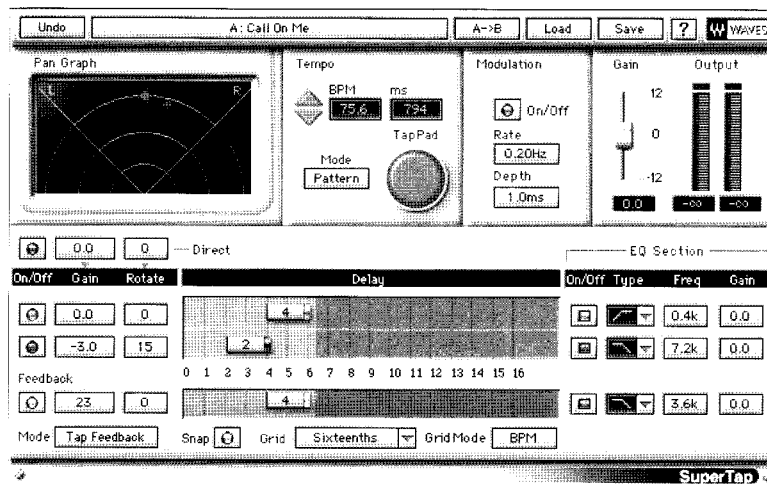 Undo A: Call On Me A->B Load Save ? WAVES
Pan Graph Tempo Modulation Gain Output
L R
BPM ms
75.6 794
On/Off
12
0
-12
TapPad
Rate
0.20Hz
Mode
Pattern
Depth
1.0ms
0.0 -∞ -∞
0.0 0 Direct EQ Section
On/Off Gain Rotate Delay On/Off Type Freq Gain
0.0 0 4 0.4k 0.0
-3.0 15 2 7.2k 0.0
0 1 2 3 4 5 6 7 8 9 10 11 12 13 14 15 16
Feedback
23 0 4 3.6k 0.0
Mode Tap Feedback Snap Grid Sixteenths Grid Mode BPM
SuperTap